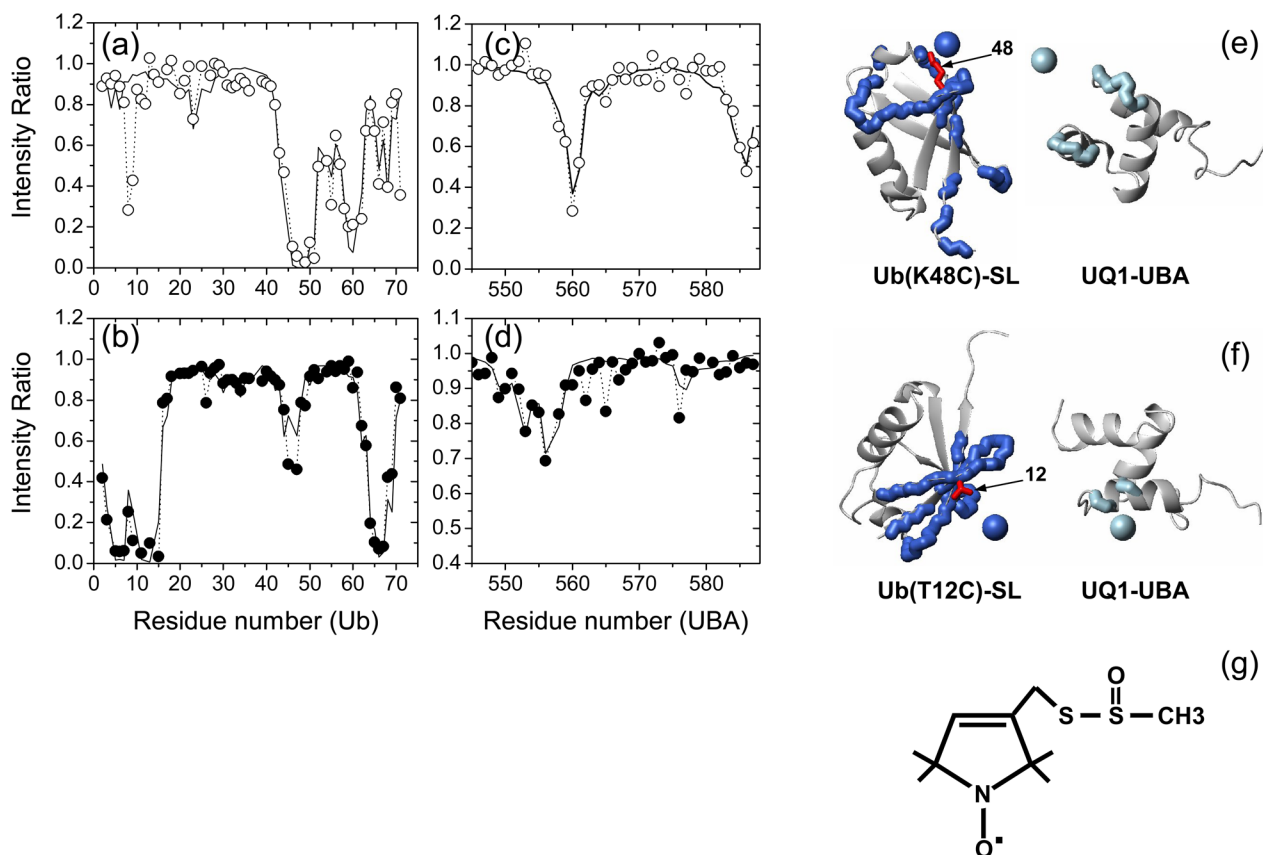 (a)
Intensity Ratio
1.2
1.0
0.8
0.6
0.4
0.2
0.0
0 10 20 30 40 50 60 70
(c)
1.2
1.0
0.8
0.6
0.4
0.2
0.0
550 560 570 580
(b)
Intensity Ratio
1.2
1.0
0.8
0.6
0.4
0.2
0.0
0 10 20 30 40 50 60 70
Residue number (Ub)
(d)
1.1
1.0
0.9
0.8
0.7
0.6
0.5
0.4
550 560 570 580
Residue number (UBA)
(e)
48
Ub(K48C)-SL UQ1-UBA
(f)
12
Ub(T12C)-SL UQ1-UBA
(g)
O
S S CH3
N
O